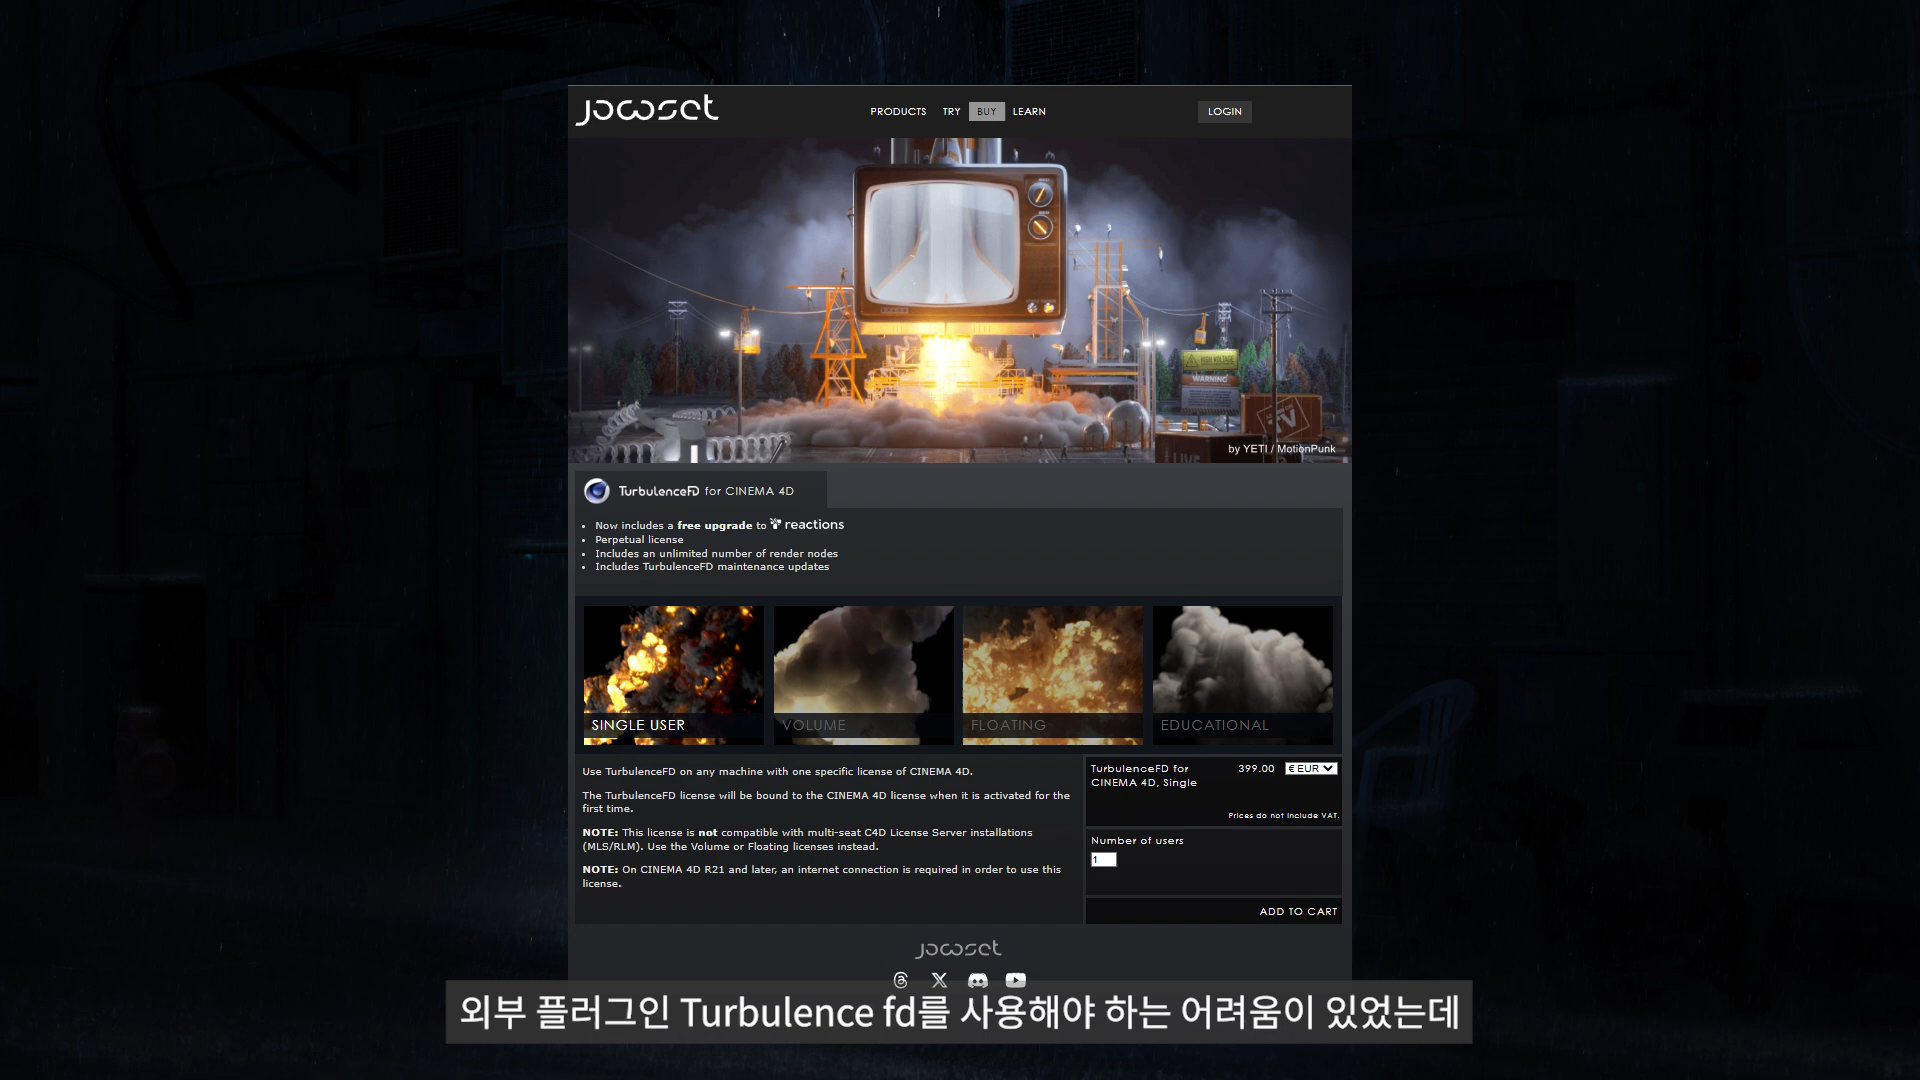 jawset
PRODUCTS TRY BUY LEARN LOGIN
HIGH VOLTAGE
WARNING
TV
LIVE
by YETI / MotionPunk
TurbulenceFD for CINEMA 4D
• Now includes a free upgrade to reactions
• Perpetual license
• Includes an unlimited number of render nodes
• Includes TurbulenceFD maintenance updates
SINGLE USER VOLUME FLOATING EDUCATIONAL
Use TurbulenceFD on any machine with one specific license of CINEMA 4D.
The TurbulenceFD license will be bound to the CINEMA 4D license when it is activated for the
first time.
NOTE: This license is not compatible with multi-seat C4D License Server installations
(MLS/RLM). Use the Volume or Floating licenses instead.
NOTE: On CINEMA 4D R21 and later, an internet connection is required in order to use this
license.
TurbulenceFD for 399.00 € EUR
CINEMA 4D, Single
Prices do not include VAT.
Number of users
1
ADD TO CART
jawset
외부 플러그인 Turbulence fd를 사용해야 하는 어려움이 있었는데